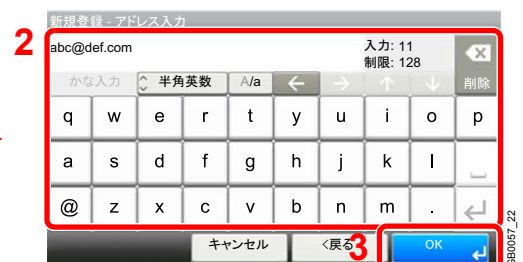 新規登録 - アドレス入力
2
abc@def.com
入力: 11
制限: 128
かな入力 半角英数 A/a ← → ↑ ↓ 削除
q w e r t y u i o p
a s d f g h j k l
@ z x c v b n m .
キャンセル <戻る 3 OK
GB0057_22